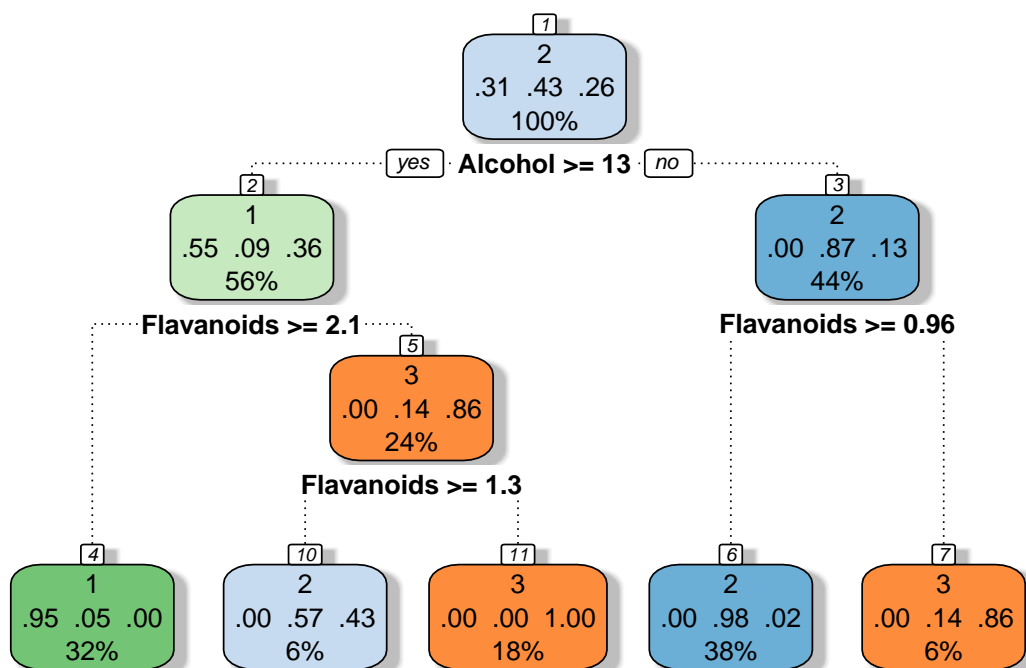 1
2
.31 .43 .26
100%
yes Alcohol >= 13 no
2
1
.55 .09 .36
56%
3
2
.00 .87 .13
44%
Flavanoids >= 2.1
Flavanoids >= 0.96
5
3
.00 .14 .86
24%
Flavanoids >= 1.3
4
1
.95 .05 .00
32%
10
2
.00 .57 .43
6%
11
3
.00 .00 1.00
18%
6
2
.00 .98 .02
38%
7
3
.00 .14 .86
6%